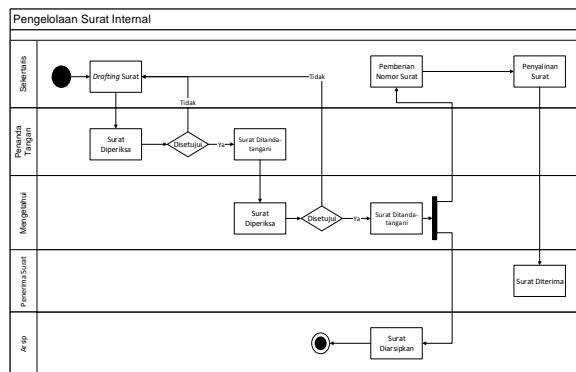 Pengelolaan Surat Internal
Sekertaris
Drafting Surat
Pemberian
Nomor Surat
Penyalinan
Surat
Tidak
Tidak
Penanda
Tangan
Surat
Diperiksa
Disetujui
Ya
Surat Ditanda-
tangani
Mengetahui
Surat
Diperiksa
Disetujui
Ya
Surat Ditanda-
tangani
Penerima Surat
Surat Diterima
Arsip
Surat
Diarsipkan